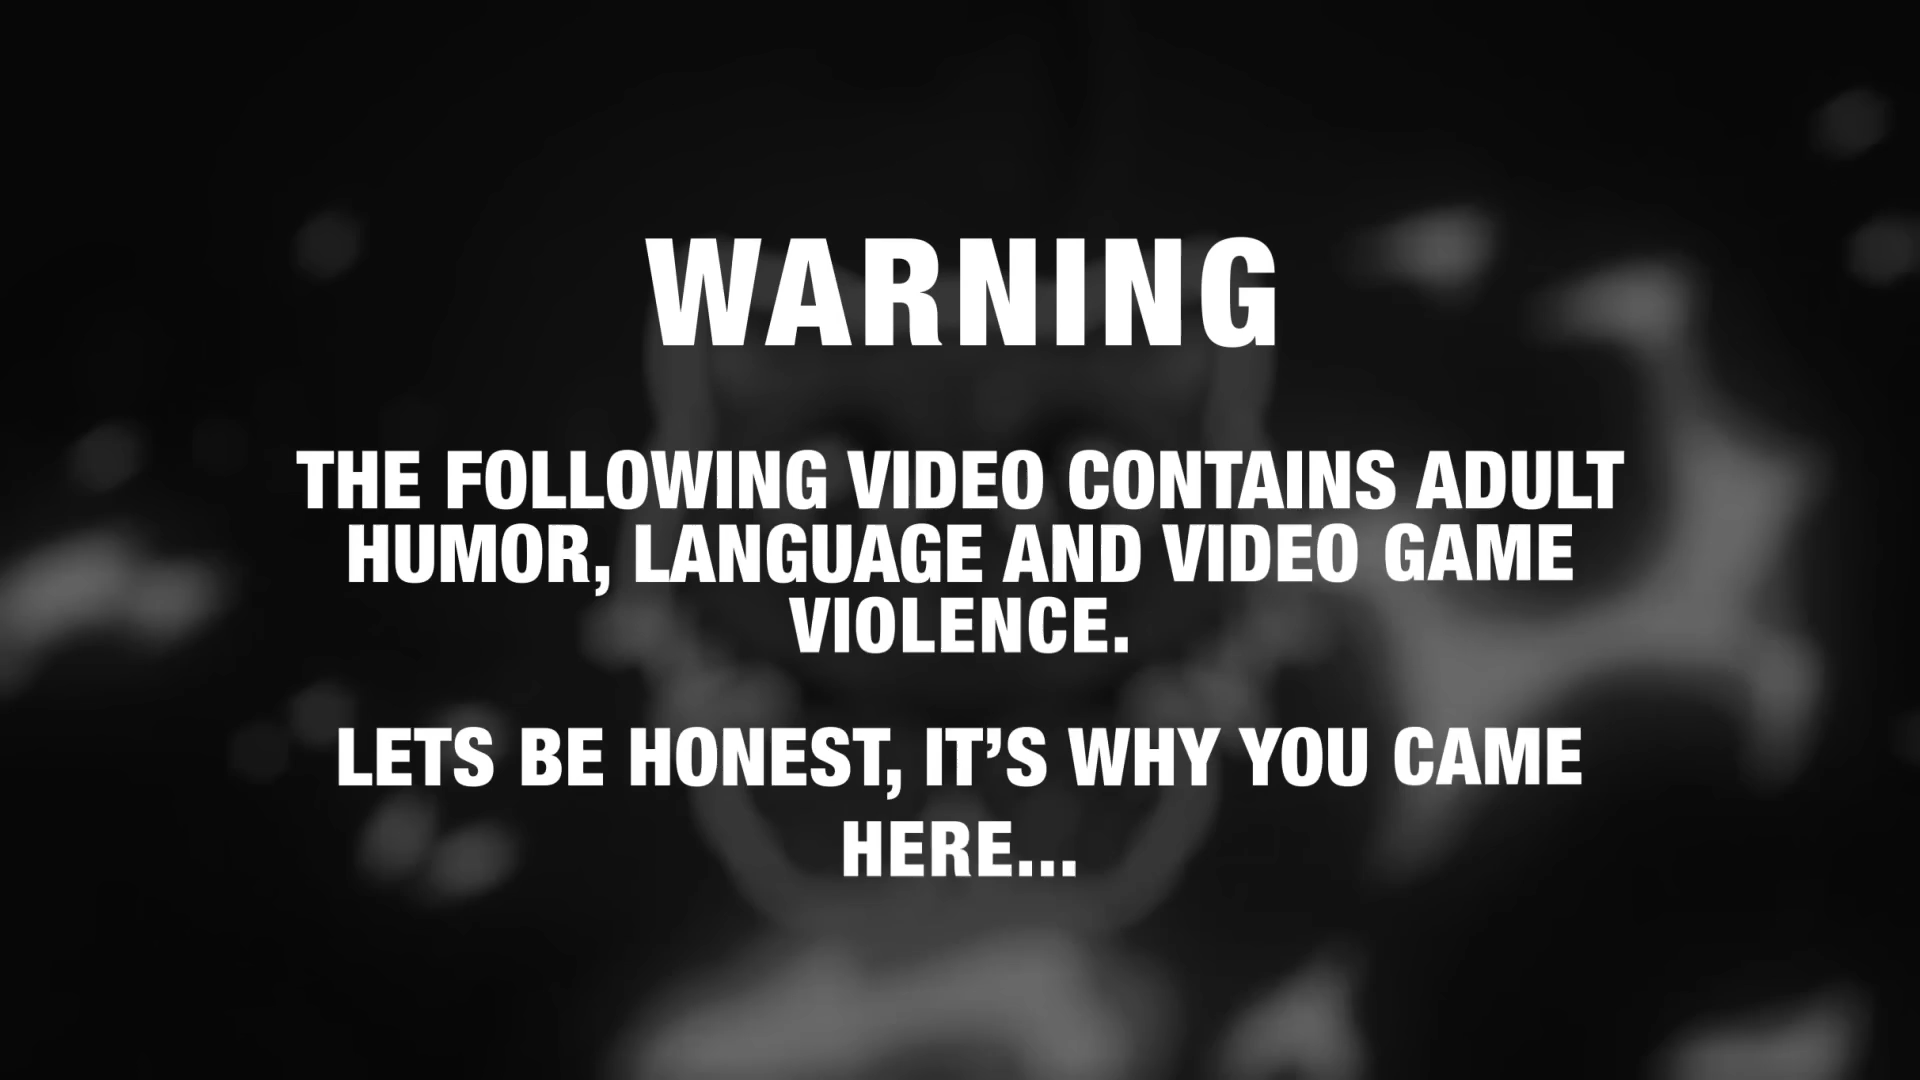 WARNING
THE FOLLOWING VIDEO CONTAINS ADULT
HUMOR, LANGUAGE AND VIDEO GAME
VIOLENCE.
LETS BE HONEST, IT’S WHY YOU CAME
HERE...